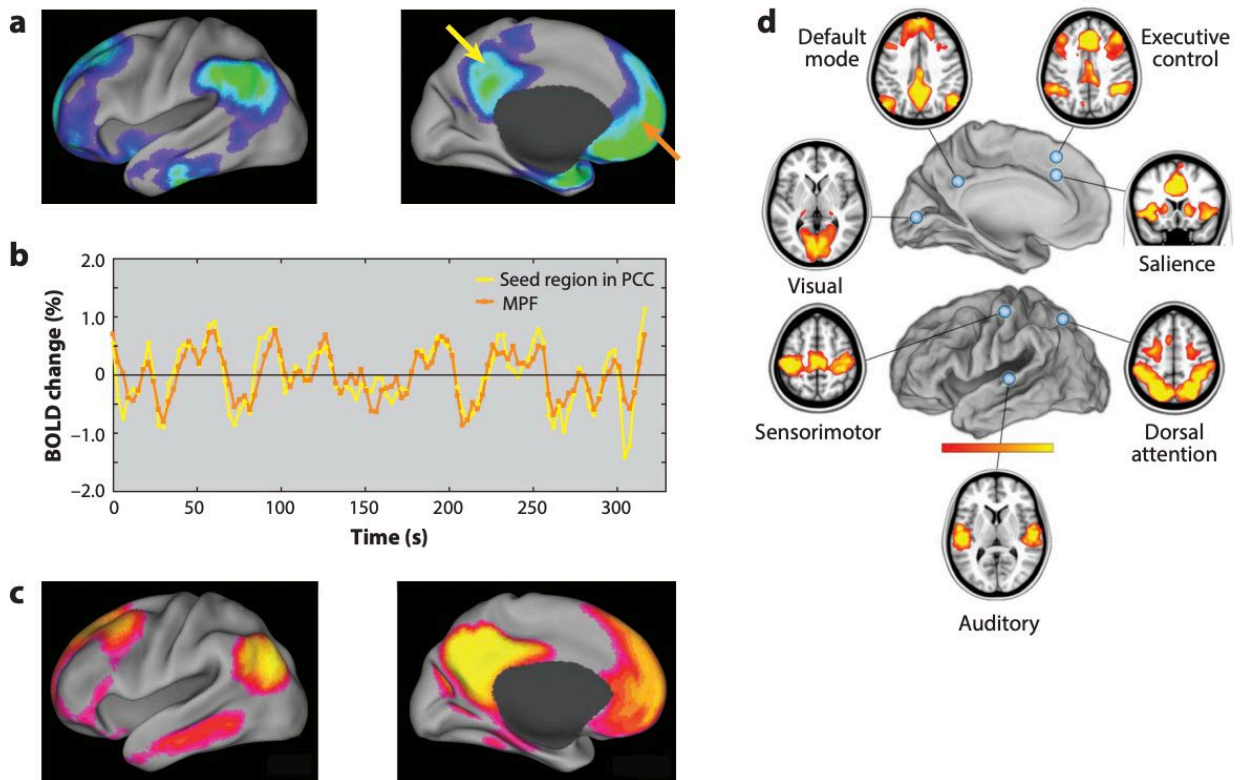 a
b
2.0
1.0
0
–1.0
–2.0
BOLD change (%)
Seed region in PCC
MPF
0
50
100
150
200
250
300
Time (s)
c
d
Default
mode
Executive
control
Visual
Salience
Sensorimotor
Dorsal
attention
Auditory